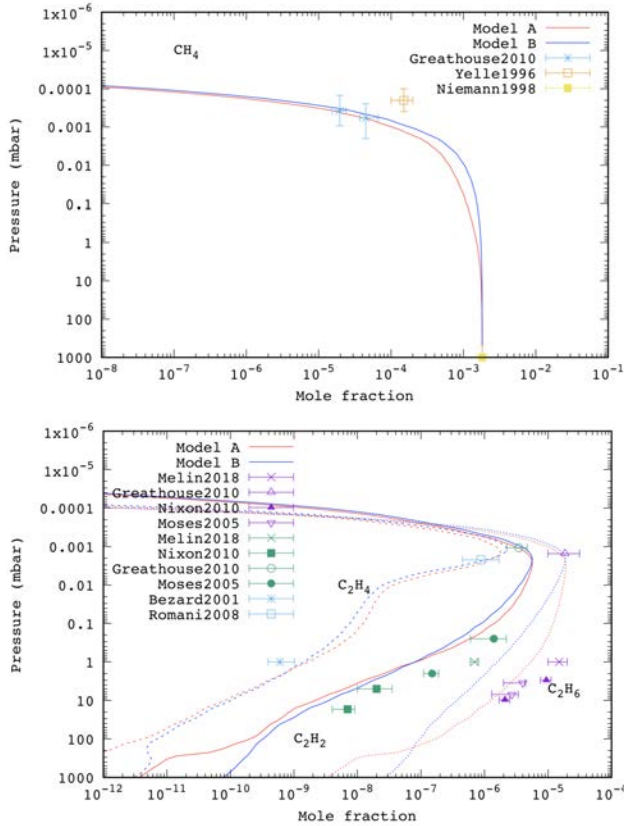 1x10-6
1x10-5
0.0001
0.001
0.01
0.1
1
10
100
1000
Pressure (mbar)
CH4
Model A
Model B
Greathouse2010
Yelle1996
Niemann1998
10-8 10-7 10-6 10-5 10-4 10-3 10-2 10-1
Mole fraction
1x10-6
1x10-5
0.0001
0.001
0.01
0.1
1
10
100
1000
Pressure (mbar)
Model A
Model B
Melin2018
Greathouse2010
Nixon2010
Moses2005
Melin2018
Nixon2010
Greathouse2010
Moses2005
Bezard2001
Romani2008
C2H4
C2H6
C2H2
10-12 10-11 10-10 10-9 10-8 10-7 10-6 10-5 10-4
Mole fraction